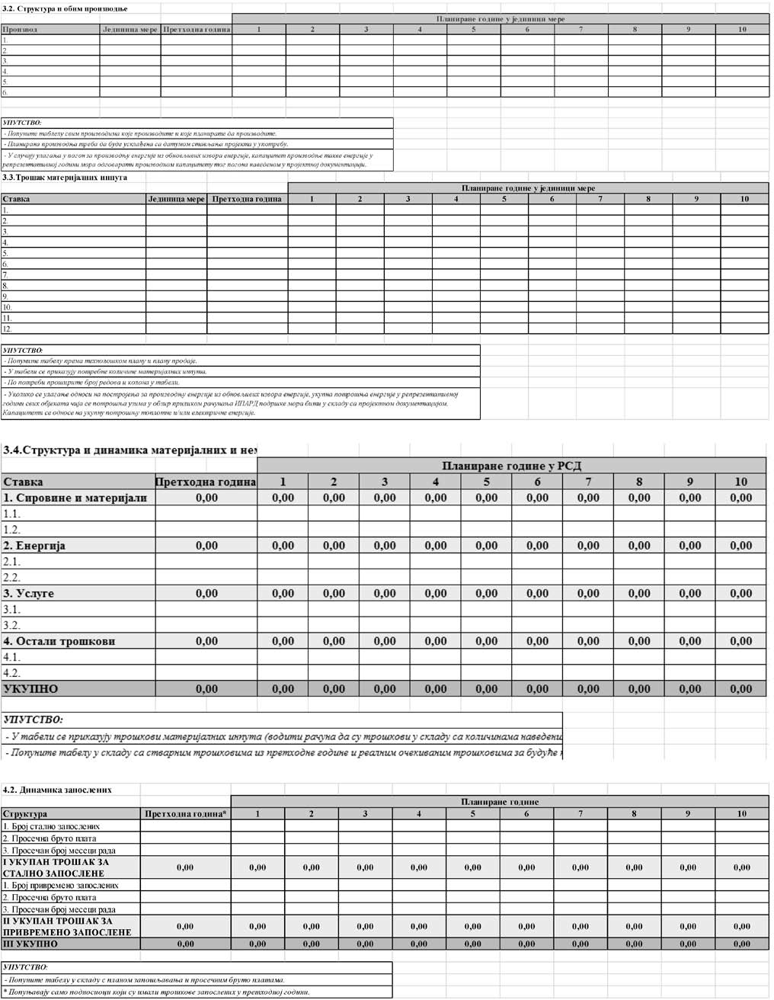 3.2. Структура и обим производње
Планиране године у јединици мере
Производ Јединица мере Претходна година 1 2 3 4 5 6 7 8 9 10
1.
2.
3.
4.
5.
6.
УПУТСТВО:
- Попуните табелу свим производима које производите и које планирате да производите.
- Планирана производња треба да буде усклађена са датумом стављања пројекта у употребу.
- У случају улагања у погон за производњу енергије из обновљивих извора енергије, капацитет производње такве енергије у
репрезентативној години мора одговарати производном капацитету тог погона наведеном у пројектној документацији.
3.3.Трошак материјалних инпута
Планиране године у јединици мере
Ставка Јединица мере Претходна година 1 2 3 4 5 6 7 8 9 10
1.
2.
3.
4.
5.
6.
7.
8.
9.
10.
11.
12.
УПУТСТВО:
- Попуните табелу према технолошком плану и плану продаје.
- У табели се приказују потребне количине материјалних инпута.
- По потреби проширите број редова и колона у табели.
- Уколико се улагање односи на постројења за производњу енергије из обновљивих извора енергије, укупна потрошња енергије у репрезентативној
години свих објеката чија се потрошња узима у обзир приликом рачунања ИПАРД подршке мора бити у складу са пројектном документацијом.
Капацитети се односе на укупну потрошњу топлотне и/или електричне енергије.
3.4.Структура и динамика материјалних и нем
Планиране године у РСД
Ставка Претходна година 1 2 3 4 5 6 7 8 9 10
1. Сировине и материјали 0,00 0,00 0,00 0,00 0,00 0,00 0,00 0,00 0,00 0,00 0,00
1.1.
1.2.
2. Енергија 0,00 0,00 0,00 0,00 0,00 0,00 0,00 0,00 0,00 0,00 0,00
2.1.
2.2.
3. Услуге 0,00 0,00 0,00 0,00 0,00 0,00 0,00 0,00 0,00 0,00 0,00
3.1.
3.2.
4. Остали трошкови 0,00 0,00 0,00 0,00 0,00 0,00 0,00 0,00 0,00 0,00 0,00
4.1.
4.2.
УКУПНО 0,00 0,00 0,00 0,00 0,00 0,00 0,00 0,00 0,00 0,00 0,00
УПУТСТВО:
- У табели се приказују трошкови материјалних инпута (водити рачуна да су трошкови у складу са количинама наведени
- Попуните табелу у складу са стварним трошковима из претходне године и реалним очекиваним трошковима за будуће
4.2. Динамика запослених
Планиране године
Структура Претходна година* 1 2 3 4 5 6 7 8 9 10
1. Број стално запослених
2. Просечна бруто плата
3. Просечан број месеци рада
I УКУПАН ТРОШАК ЗА
СТАЛНО ЗАПОСЛЕНЕ 0,00 0,00 0,00 0,00 0,00 0,00 0,00 0,00 0,00 0,00 0,00
1. Број привремено запослених
2. Просечна бруто плата
3. Просечан број месеци рада
II УКУПАН ТРОШАК ЗА
ПРИВРЕМЕНО ЗАПОСЛЕНЕ 0,00 0,00 0,00 0,00 0,00 0,00 0,00 0,00 0,00 0,00 0,00
III УКУПНО 0,00 0,00 0,00 0,00 0,00 0,00 0,00 0,00 0,00 0,00 0,00
УПУТСТВО:
- Попуните табелу у складу с планом запошљавања и просечним бруто платама.
* Попуњавају само подносиоци који су имали трошкове запослених у претходној години.